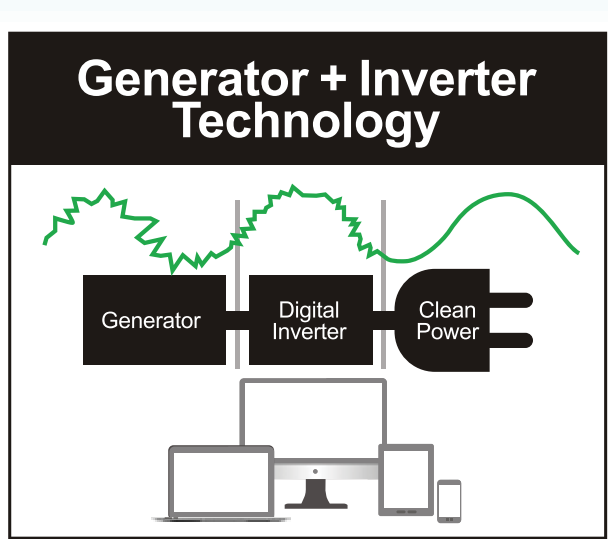 Generator + Inverter
Technology
Generator
Digital
Inverter
Clean
Power